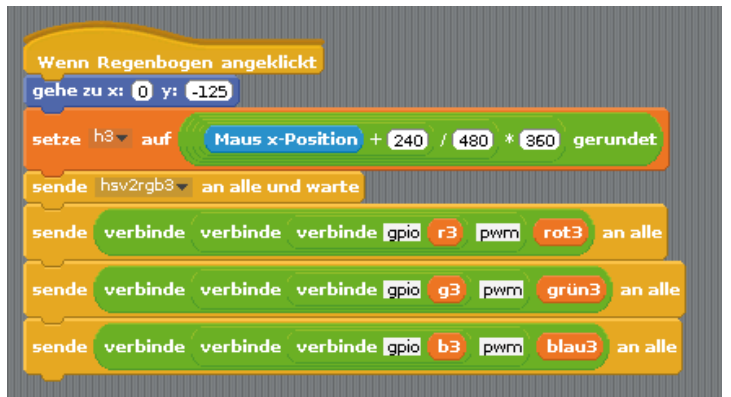 Wenn Regenbogen angeklickt
gehe zu x: 0 y: -125
setze h3 auf Maus x-Position + 240 / 480 * 360 gerundet
sende hsv2rgb3 an alle und warte
sende verbinde verbinde verbinde gpio r3 pwm rot3 an alle
sende verbinde verbinde verbinde gpio g3 pwm grün3 an alle
sende verbinde verbinde verbinde gpio b3 pwm blau3 an alle